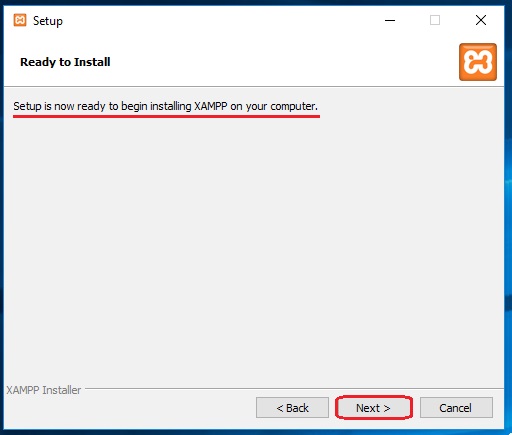 Setup
Ready to Install
Setup is now ready to begin installing XAMPP on your computer.
XAMPP Installer
< Back
Next >
Cancel